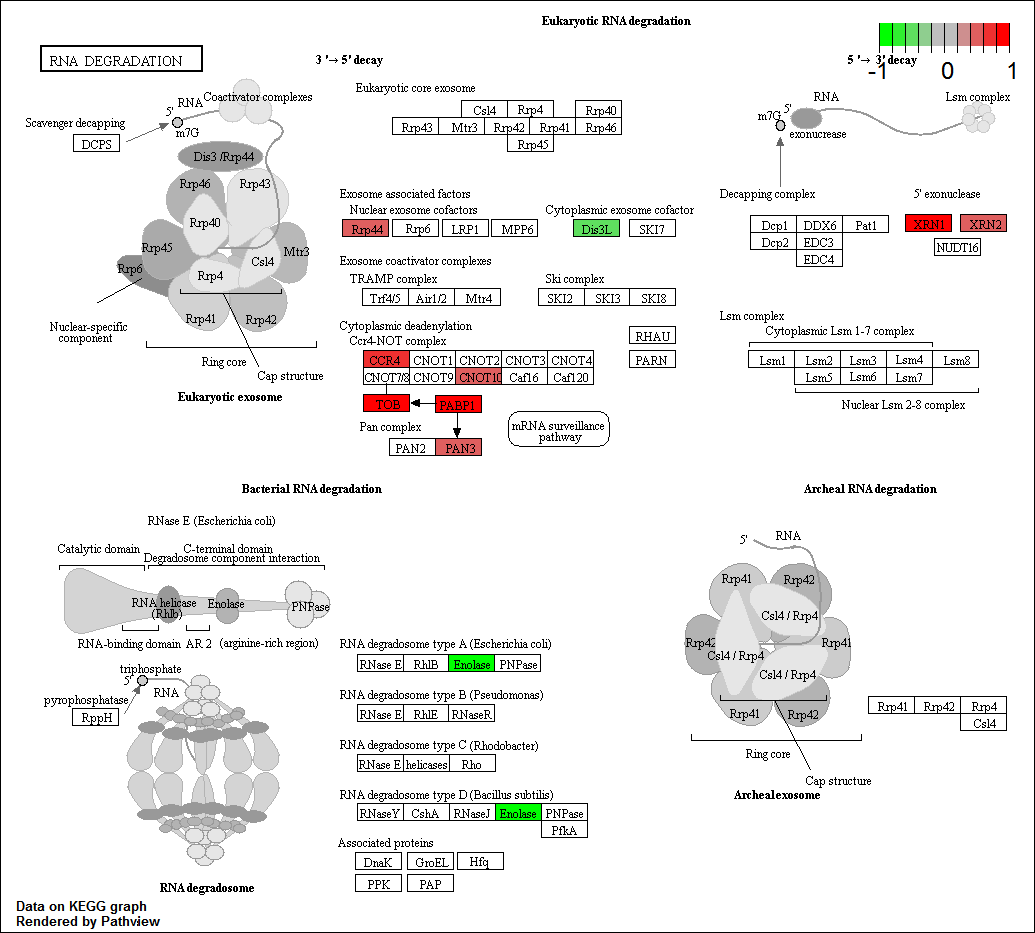 Eukaryotic RNA degradation
RNA DEGRADATION
3 '→ 5' decay
5 '→ 3' decay
-1 0 1
Scavenger decapping
DCPS
5'
RNA
m7G
Coactivator complexes
Dis3 /Rrp44
Rrp46
Rrp43
Rrp40
Rrp45
Csl4
Mtr3
Rrp6
Rrp4
Rrp41
Rrp42
Nuclear-specific
component
Ring core
Cap structure
Eukaryotic exosome
Eukaryotic core exosome
Csl4 Rrp4 Rrp40
Rrp43 Mtr3 Rrp42 Rrp41 Rrp46
Rrp45
Exosome associated factors
Nuclear exosome cofactors
Rrp44 Rrp6 LRP1 MPP6
Cytoplasmic exosome cofactor
Dis3L SKI7
Exosome coactivator complexes
TRAMP complex
Trf4/5 Air1/2 Mtr4
Ski complex
SKI2 SKI3 SKI8
Cytoplasmic deadenylation
Ccr4-NOT complex
CCR4 CNOT1 CNOT2 CNOT3 CNOT4
CNOT7/8 CNOT9 CNOT10 Caf16 Caf120
RHAU
PARN
TOB PABP1
Pan complex
PAN2 PAN3
mRNA surveillance
pathway
m7G
5'
RNA
exonucrease
Lsm complex
Decapping complex
Dcp1 DDX6 Pat1
Dcp2 EDC3
EDC4
5' exonuclease
XRN1 XRN2
NUDT16
Lsm complex
Cytoplasmic Lsm 1-7 complex
Lsm1 Lsm2 Lsm3 Lsm4 Lsm8
Lsm5 Lsm6 Lsm7
Nuclear Lsm 2-8 complex
Bacterial RNA degradation
RNase E (Escherichia coli)
Catalytic domain
C-terminal domain
Degradosome component interaction
RNA helicase
(Rhlb)
Enolase
PNPase
RNA-binding domain AR 2 (arginine-rich region)
triphosphate
5'
RNA
pyrophosphatase
RppH
RNA degradosome
RNA degradosome type A (Escherichia coli)
RNase E RhlB Enolase PNPase
RNA degradosome type B (Pseudomonas)
RNase E RhlE RNaseR
RNA degradosome type C (Rhodobacter)
RNase E helicases Rho
RNA degradosome type D (Bacillus subtilis)
RNaseY CshA RNaseJ Enolase PNPase
PfkA
Associated proteins
DnaK GroEL Hfq
PPK PAP
Archeal RNA degradation
5'
RNA
Rrp41
Rrp42
Csl4 / Rrp4
Rrp42
Csl4 / Rrp4
Rrp41
Csl4 / Rrp4
Rrp41
Rrp42
Ring core
Cap structure
Archeal exosome
Rrp41 Rrp42 Rrp4
Csl4
Data on KEGG graph
Rendered by Pathview